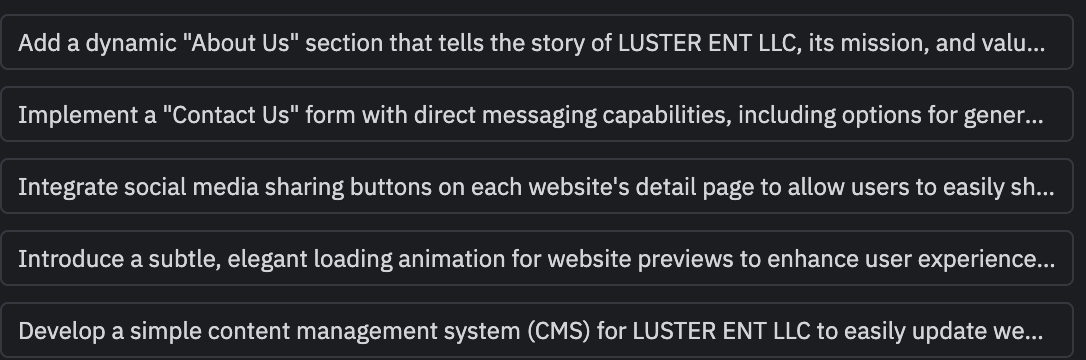 Add a dynamic "About Us" section that tells the story of LUSTER ENT LLC, its mission, and valu...
Implement a "Contact Us" form with direct messaging capabilities, including options for gener...
Integrate social media sharing buttons on each website's detail page to allow users to easily sh...
Introduce a subtle, elegant loading animation for website previews to enhance user experience...
Develop a simple content management system (CMS) for LUSTER ENT LLC to easily update we...